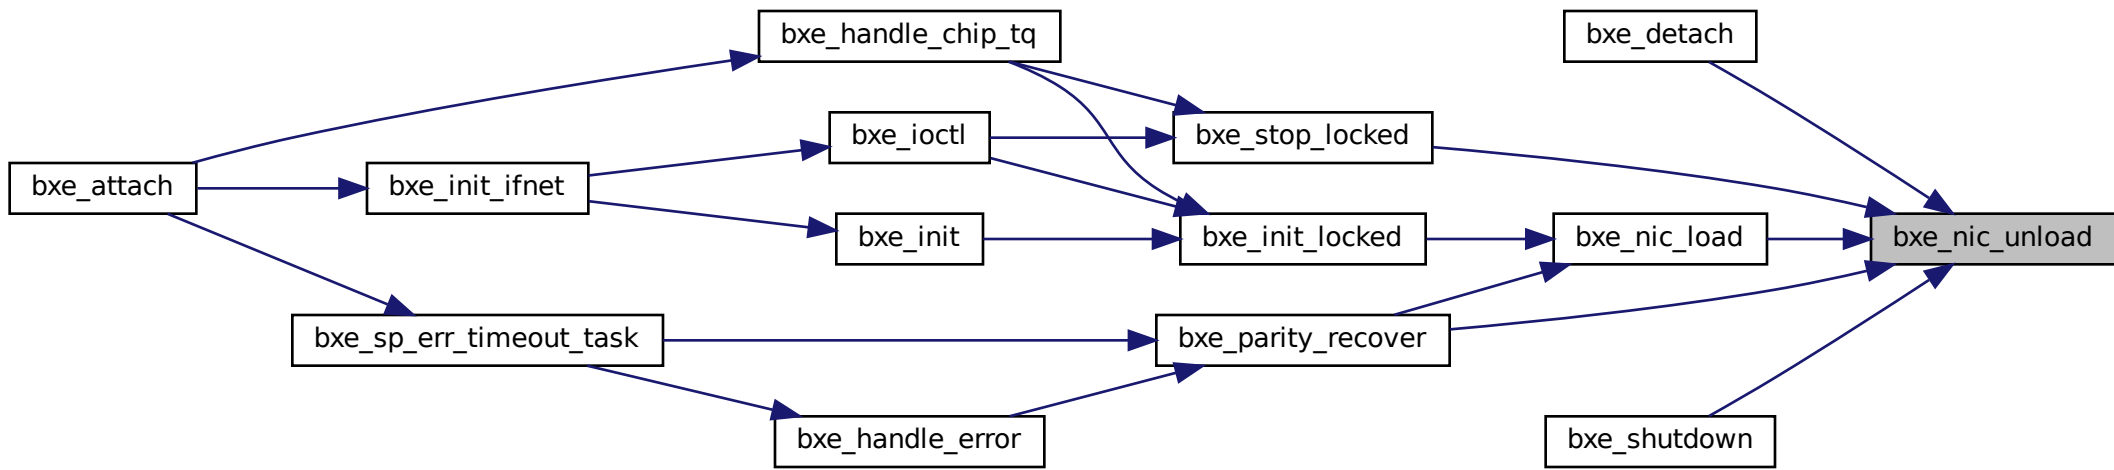 bxe_handle_chip_tq
bxe_detach
bxe_ioctl
bxe_stop_locked
bxe_attach
bxe_init_ifnet
bxe_init
bxe_init_locked
bxe_nic_load
bxe_nic_unload
bxe_sp_err_timeout_task
bxe_parity_recover
bxe_handle_error
bxe_shutdown